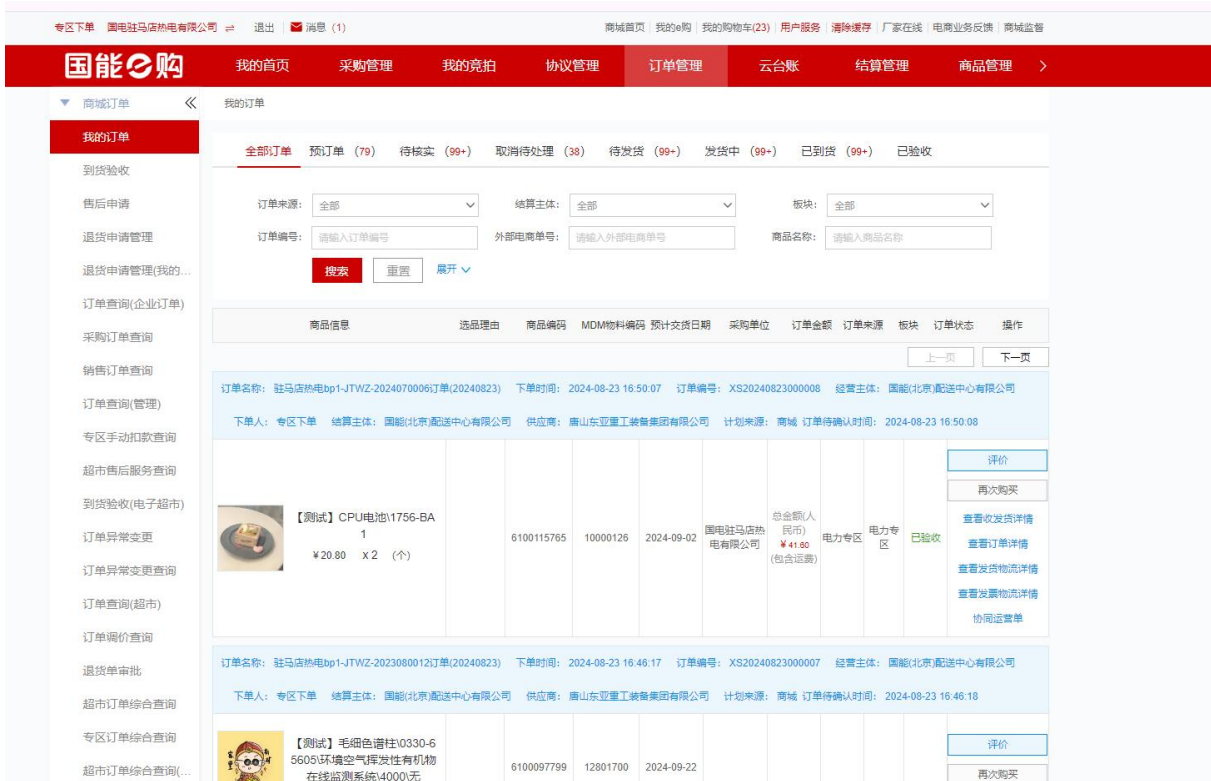 专区下单 国电驻马店热电有限公司 ⇌ 退出 消息（1） 商城首页 我的e购 我的购物车(23) 用户服务 清除缓存 厂家在线 电商业务反馈 商城监督
国能e购 我的首页 采购管理 我的竞拍 协议管理 订单管理 云台账 结算管理 商品管理
商城订单
我的订单
我的订单
全部订单 预订单（79） 待核实（99+） 取消待处理（38） 待发货（99+） 发货中（99+） 已到货（99+） 已验收
到货验收
售后申请
订单来源： 全部 结算主体： 全部 板块： 全部
退货申请管理
订单编号： 请输入订单编号 外部电商单号： 请输入外部电商单号 商品名称： 请输入商品名称
退货申请管理(我的...
搜索 重置 展开
订单查询(企业订单)
采购订单查询
商品信息 选品理由 商品编码 MDM物料编码 预计交货日期 采购单位 订单金额 订单来源 板块 订单状态 操作
上一页 下一页
销售订单查询
订单查询(管理)
专区手动扣款查询
超市售后服务查询
到货验收(电子超市)
订单异常变更
订单异常变更查询
订单查询(超市)
订单调价查询
退货单审批
超市订单综合查询
专区订单综合查询
超市订单综合查询(...
订单名称： 驻马店热电bp1-JTWZ-2024070006订单(20240823) 下单时间： 2024-08-23 16:50:07 订单编号： XS20240823000008 经营主体： 国能(北京)配送中心有限公司
下单人： 专区下单 结算主体： 国能(北京)配送中心有限公司 供应商： 唐山东亚重工装备集团有限公司 计划来源： 商城 订单待确认时间： 2024-08-23 16:50:08
【测试】CPU电池\1756-BA
1
￥20.80 x 2 （个）
6100115765
10000126
2024-09-02
国电驻马店热
电有限公司
总金额(人
民币)
￥41.60
(包含运费)
电力专区
电力专
区
已验收
评价
再次购买
查看收发货详情
查看订单详情
查看发货物流详情
查看发票物流详情
协同运营单
订单名称： 驻马店热电bp1-JTWZ-2023080012订单(20240823) 下单时间： 2024-08-23 16:46:17 订单编号： XS20240823000007 经营主体： 国能(北京)配送中心有限公司
下单人： 专区下单 结算主体： 国能(北京)配送中心有限公司 供应商： 唐山东亚重工装备集团有限公司 计划来源： 商城 订单待确认时间： 2024-08-23 16:46:18
【测试】毛细色谱柱\0330-6
5605\环境空气挥发性有机物
在线监测系统\4000\无
6100097799
12801700
2024-09-22
评价
再次购买